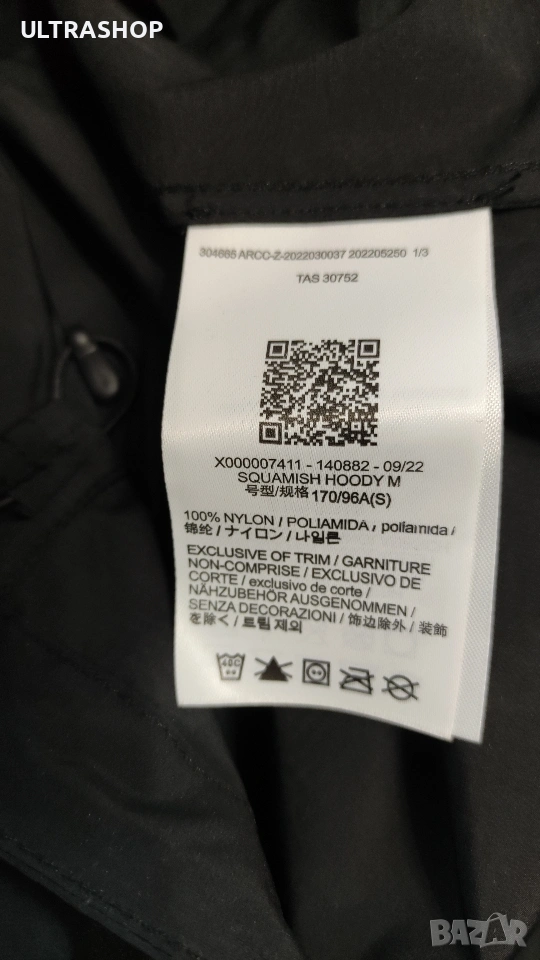 ULTRASHOP
304665 ARCC-Z-2022030037 202205250 1/3
TAS 30752
X000007411 - 140882 - 09/22
SQUAMISH HOODY M
号型/规格 170/96A(S)
100% NYLON / POLIAMIDA / poliamida /
锦纶 / ナイロン / 나일론
EXCLUSIVE OF TRIM / GARNITURE
NON-COMPRISE / EXCLUSIVO DE
CORTE / exclusivo de corte /
NÄHZUBEHÖR AUSGENOMMEN /
SENZA DECORAZIONI / 饰边除外 / 装飾
を除く / 트림 제외
40C
BAZAR